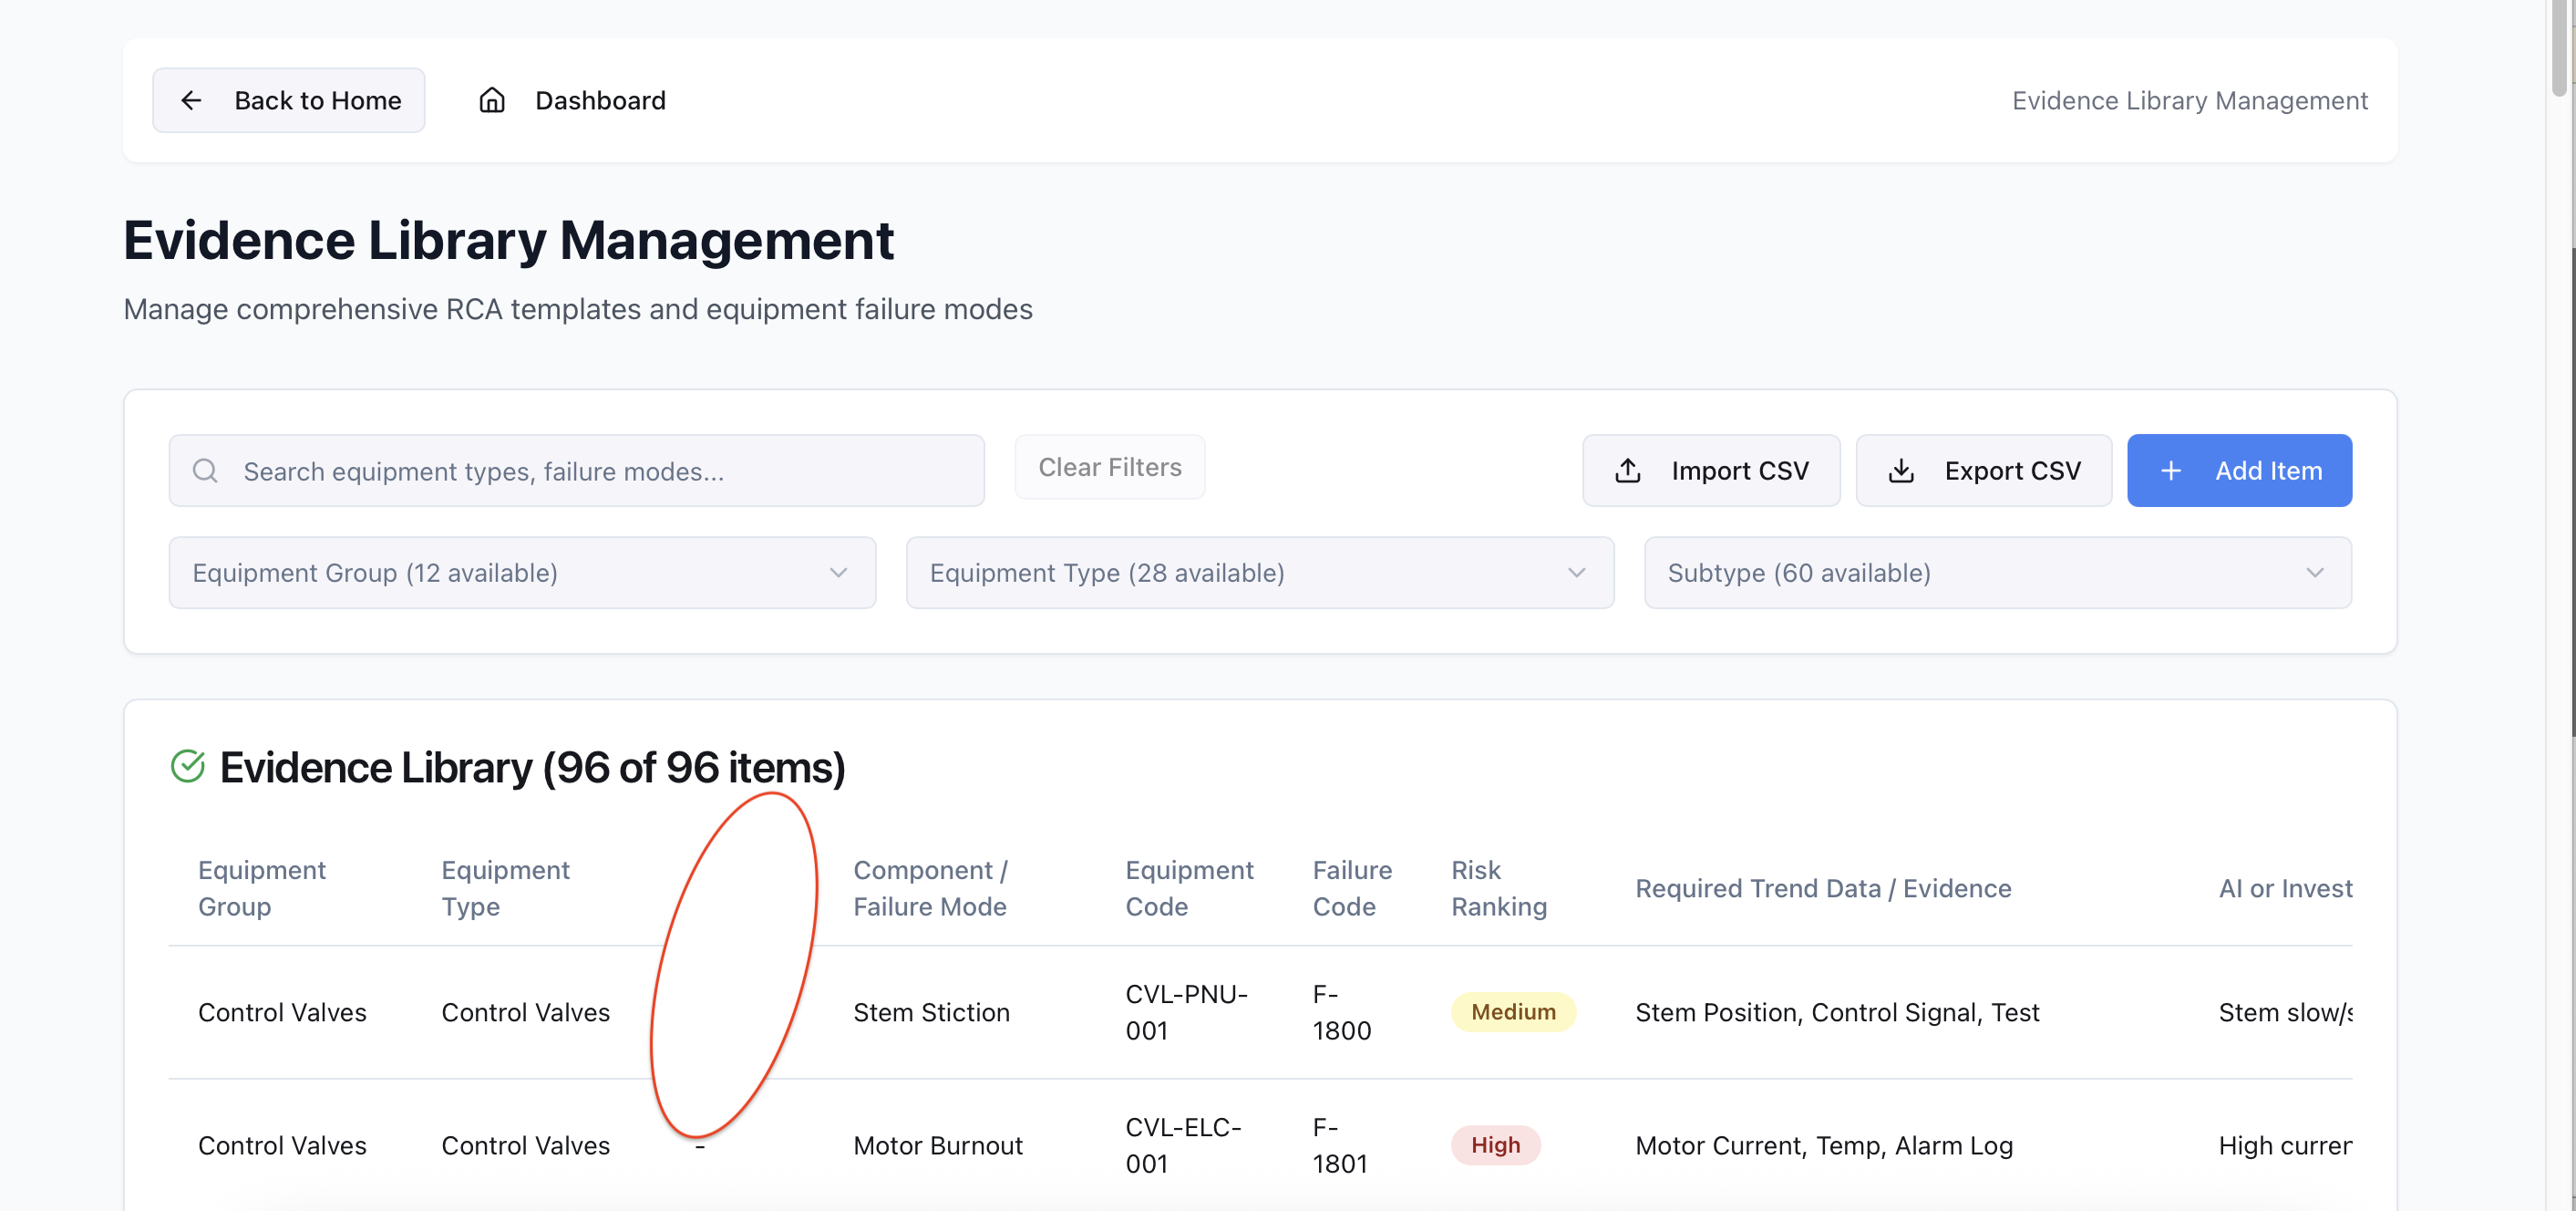 Back to Home
Dashboard
Evidence Library Management
Evidence Library Management
Manage comprehensive RCA templates and equipment failure modes
Search equipment types, failure modes...
Clear Filters
Import CSV
Export CSV
Add Item
Equipment Group (12 available)
Equipment Type (28 available)
Subtype (60 available)
Evidence Library (96 of 96 items)
Equipment
Group
Equipment
Type
Component /
Failure Mode
Equipment
Code
Failure
Code
Risk
Ranking
Required Trend Data / Evidence
AI or Invest
Control Valves
Control Valves
Stem Stiction
CVL-PNU-
001
F-
1800
Medium
Stem Position, Control Signal, Test
Stem slow/s
Control Valves
Control Valves
-
Motor Burnout
CVL-ELC-
001
F-
1801
High
Motor Current, Temp, Alarm Log
High curren